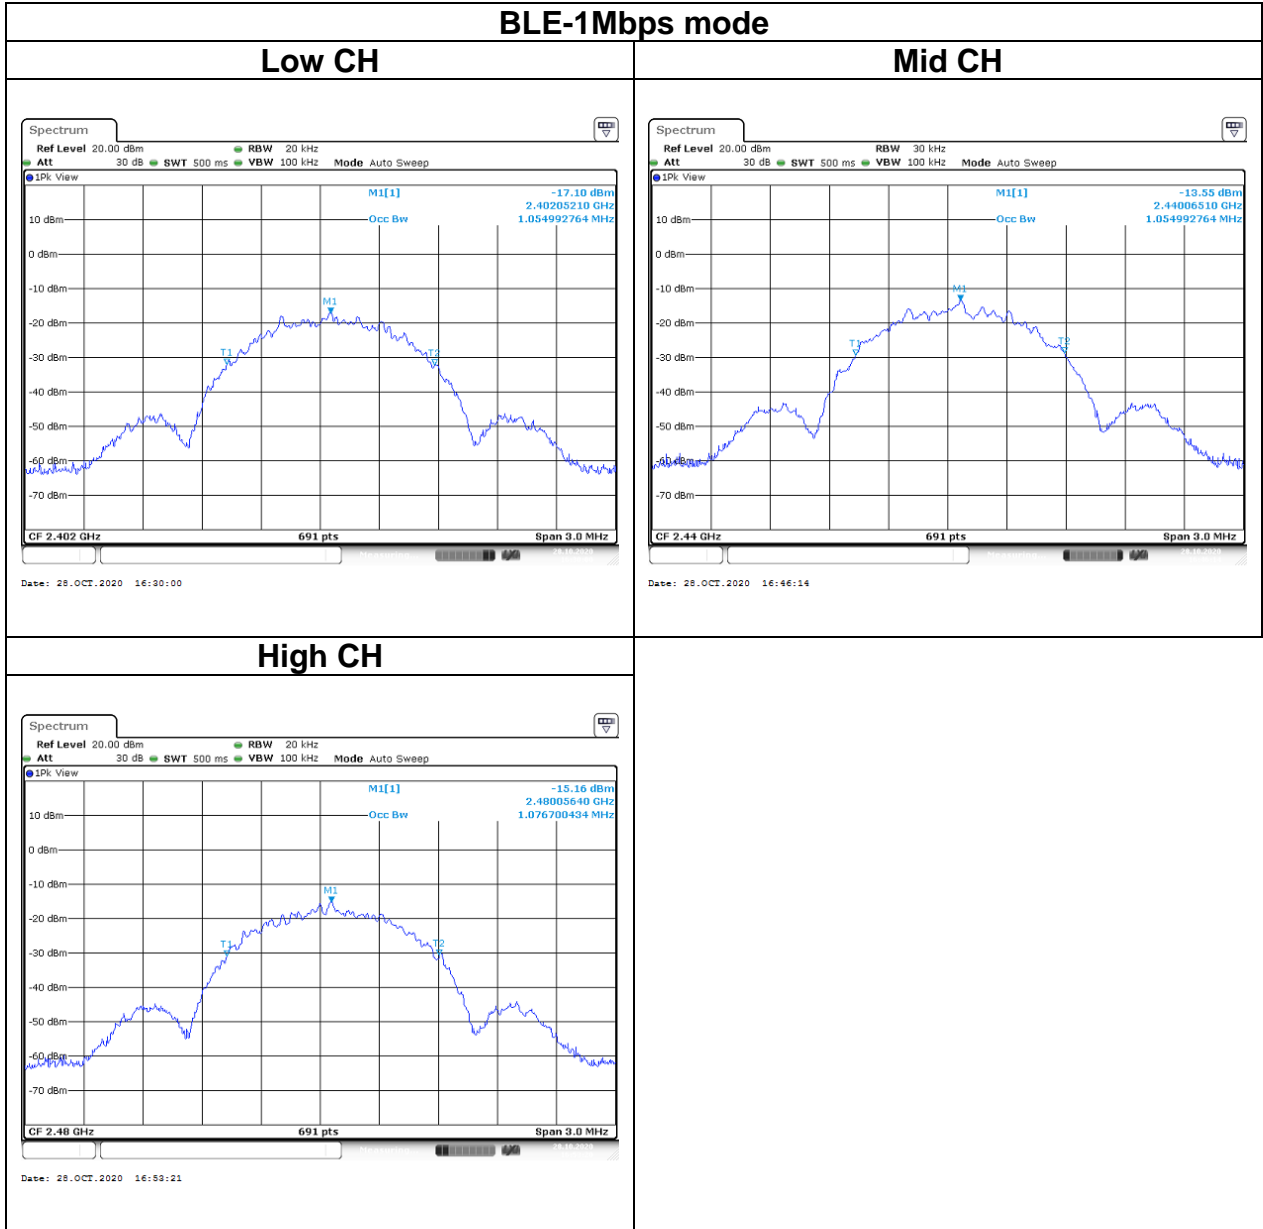 BLE-1Mbps mode
Low CH
Mid CH
Spectrum
Ref Level 20.00 dBm RBW 20 kHz
Att 30 dB SWT 500 ms VBW 100 kHz Mode Auto Sweep
1Pk View
M1[1] -17.10 dBm
2.40205210 GHz
Occ Bw 1.054992764 MHz
10 dBm
0 dBm
-10 dBm
M1
-20 dBm
T1
T2
-30 dBm
-40 dBm
-50 dBm
-60 dBm
-70 dBm
CF 2.402 GHz 691 pts Span 3.0 MHz
Date: 28.OCT.2020 16:30:00
Spectrum
Ref Level 20.00 dBm RBW 30 kHz
Att 30 dB SWT 500 ms VBW 100 kHz Mode Auto Sweep
1Pk View
M1[1] -13.55 dBm
2.44006510 GHz
Occ Bw 1.054992764 MHz
10 dBm
0 dBm
-10 dBm
M1
-20 dBm
T1
T2
-30 dBm
-40 dBm
-50 dBm
-60 dBm
-70 dBm
CF 2.44 GHz 691 pts Span 3.0 MHz
Date: 28.OCT.2020 16:46:14
High CH
Spectrum
Ref Level 20.00 dBm RBW 20 kHz
Att 30 dB SWT 500 ms VBW 100 kHz Mode Auto Sweep
1Pk View
M1[1] -15.16 dBm
2.48005640 GHz
Occ Bw 1.076700434 MHz
10 dBm
0 dBm
-10 dBm
M1
-20 dBm
T1
T2
-30 dBm
-40 dBm
-50 dBm
-60 dBm
-70 dBm
CF 2.48 GHz 691 pts Span 3.0 MHz
Date: 28.OCT.2020 16:53:21